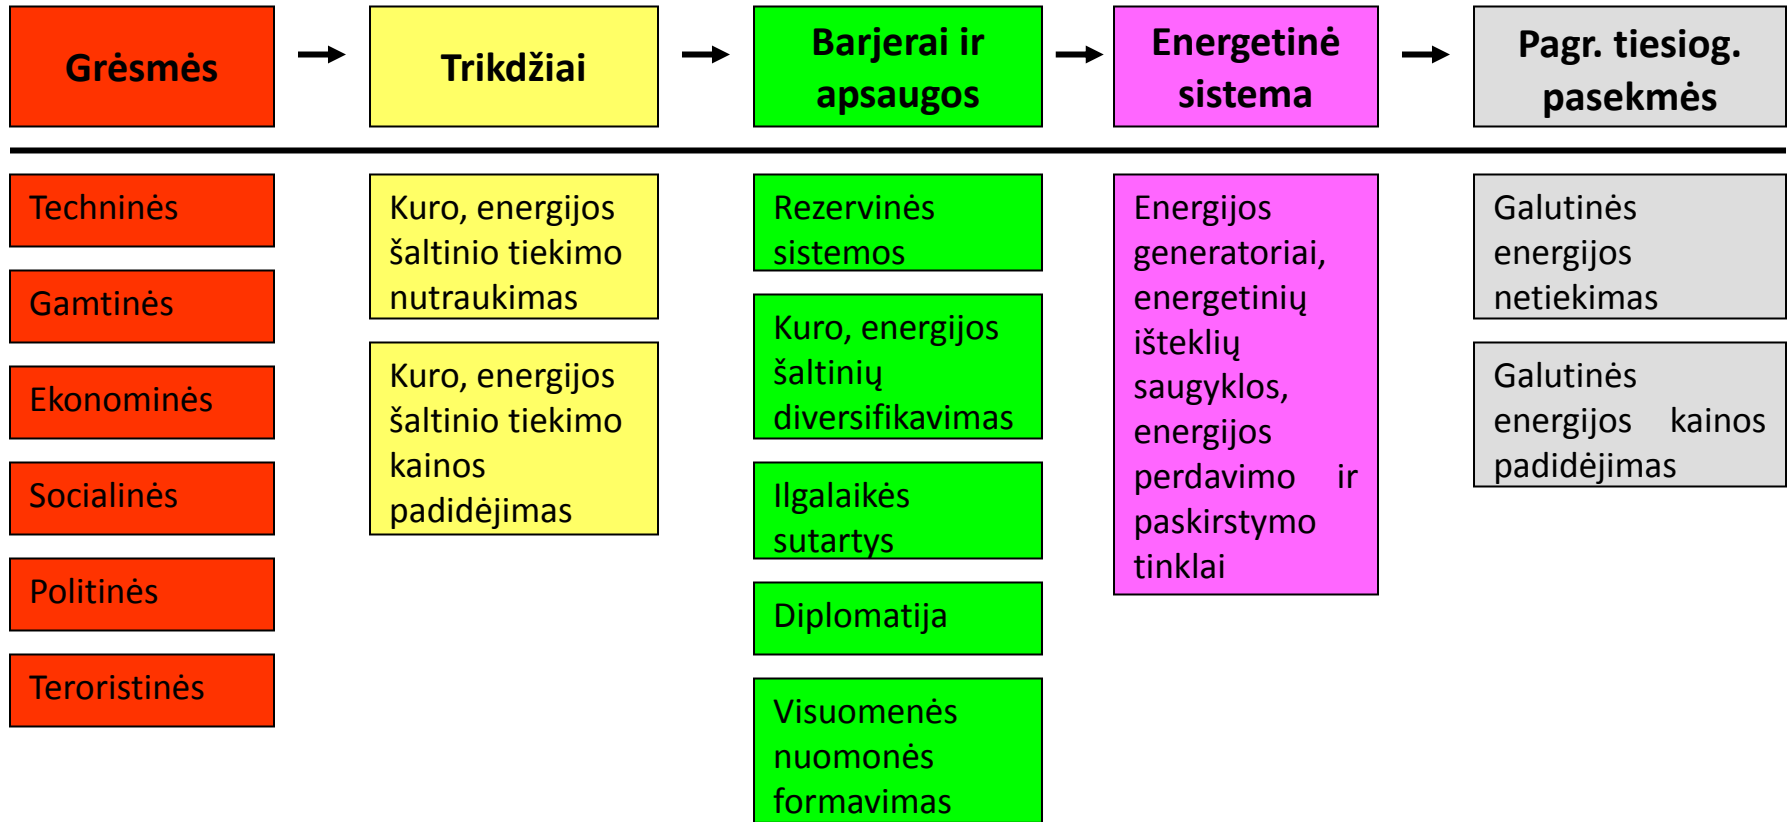 Grėsmės
Trikdžiai
Barjerai ir
apsaugos
Energetinė
sistema
Pagr. tiesiog.
pasekmės
Techninės
Gamtinės
Ekonominės
Socialinės
Politinės
Teroristinės
Kuro, energijos
šaltinio tiekimo
nutraukimas
Kuro, energijos
šaltinio tiekimo
kainos
padidėjimas
Rezervinės
sistemos
Kuro, energijos
šaltinių
diversifikavimas
Ilgalaikės
sutartys
Diplomatija
Visuomenės
nuomonės
formavimas
Energijos
generatoriai,
energetinių
išteklių
saugyklos,
energijos
perdavimo ir
paskirstymo
tinklai
Galutinės
energijos
netiekimas
Galutinės
energijos kainos
padidėjimas